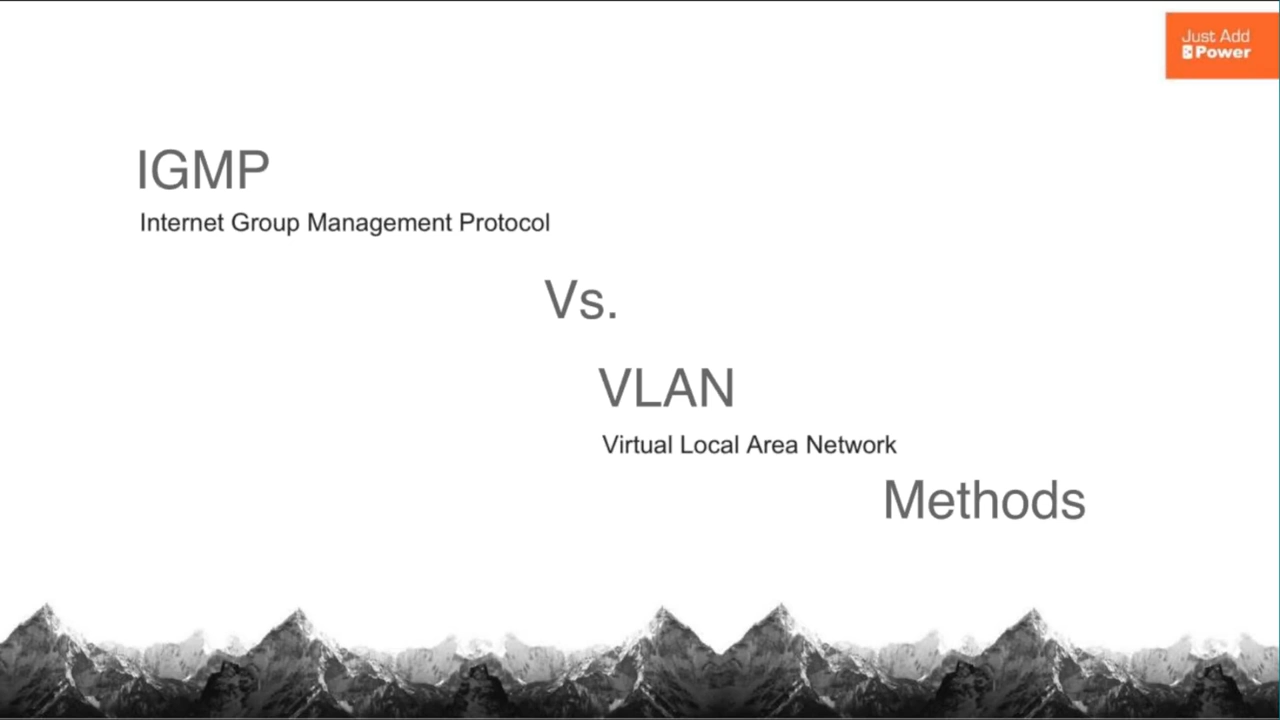 Just Add
Power
IGMP
Internet Group Management Protocol
Vs.
VLAN
Virtual Local Area Network
Methods